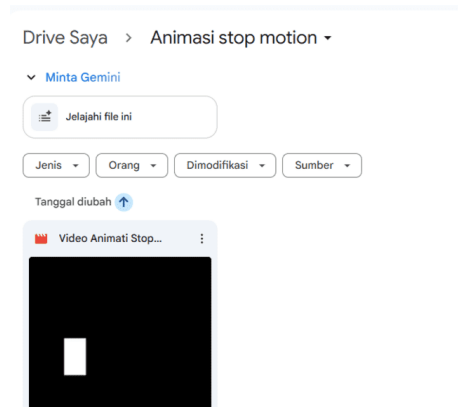 Drive Saya > Animasi stop motion
Minta Gemini
Jelajahi file ini
Jenis Orang Dimodifikasi Sumber
Tanggal diubah
Video Animati Stop...